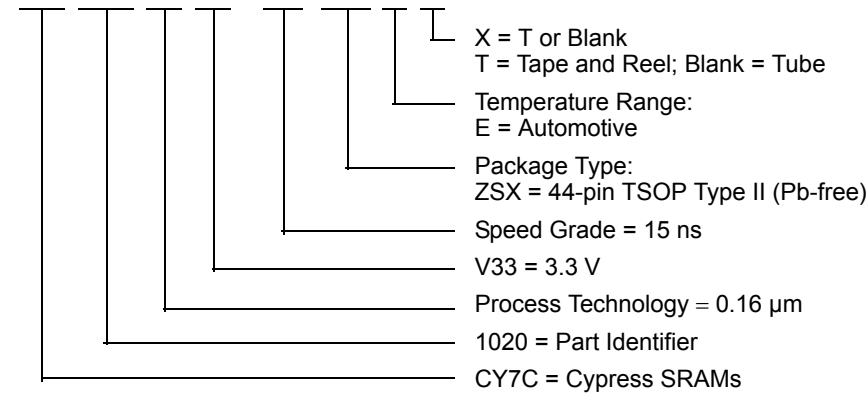 X = T or Blank
T = Tape and Reel; Blank = Tube
Temperature Range:
E = Automotive
Package Type:
ZSX = 44-pin TSOP Type II (Pb-free)
Speed Grade = 15 ns
V33 = 3.3 V
Process Technology = 0.16 µm
1020 = Part Identifier
CY7C = Cypress SRAMs